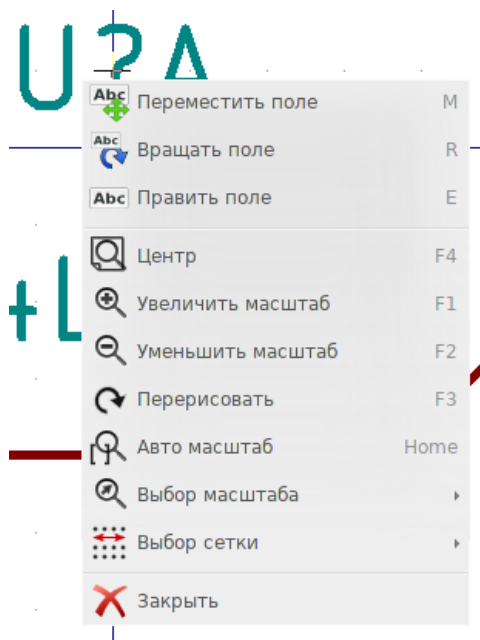 U?A
Abc Переместить поле M
Abc Вращать поле R
Abc Править поле E
Центр F4
+
Увеличить масштаб F1
Уменьшить масштаб F2
Перерисовать F3
Авто масштаб Home
Выбор масштаба
Выбор сетки
Закрыть